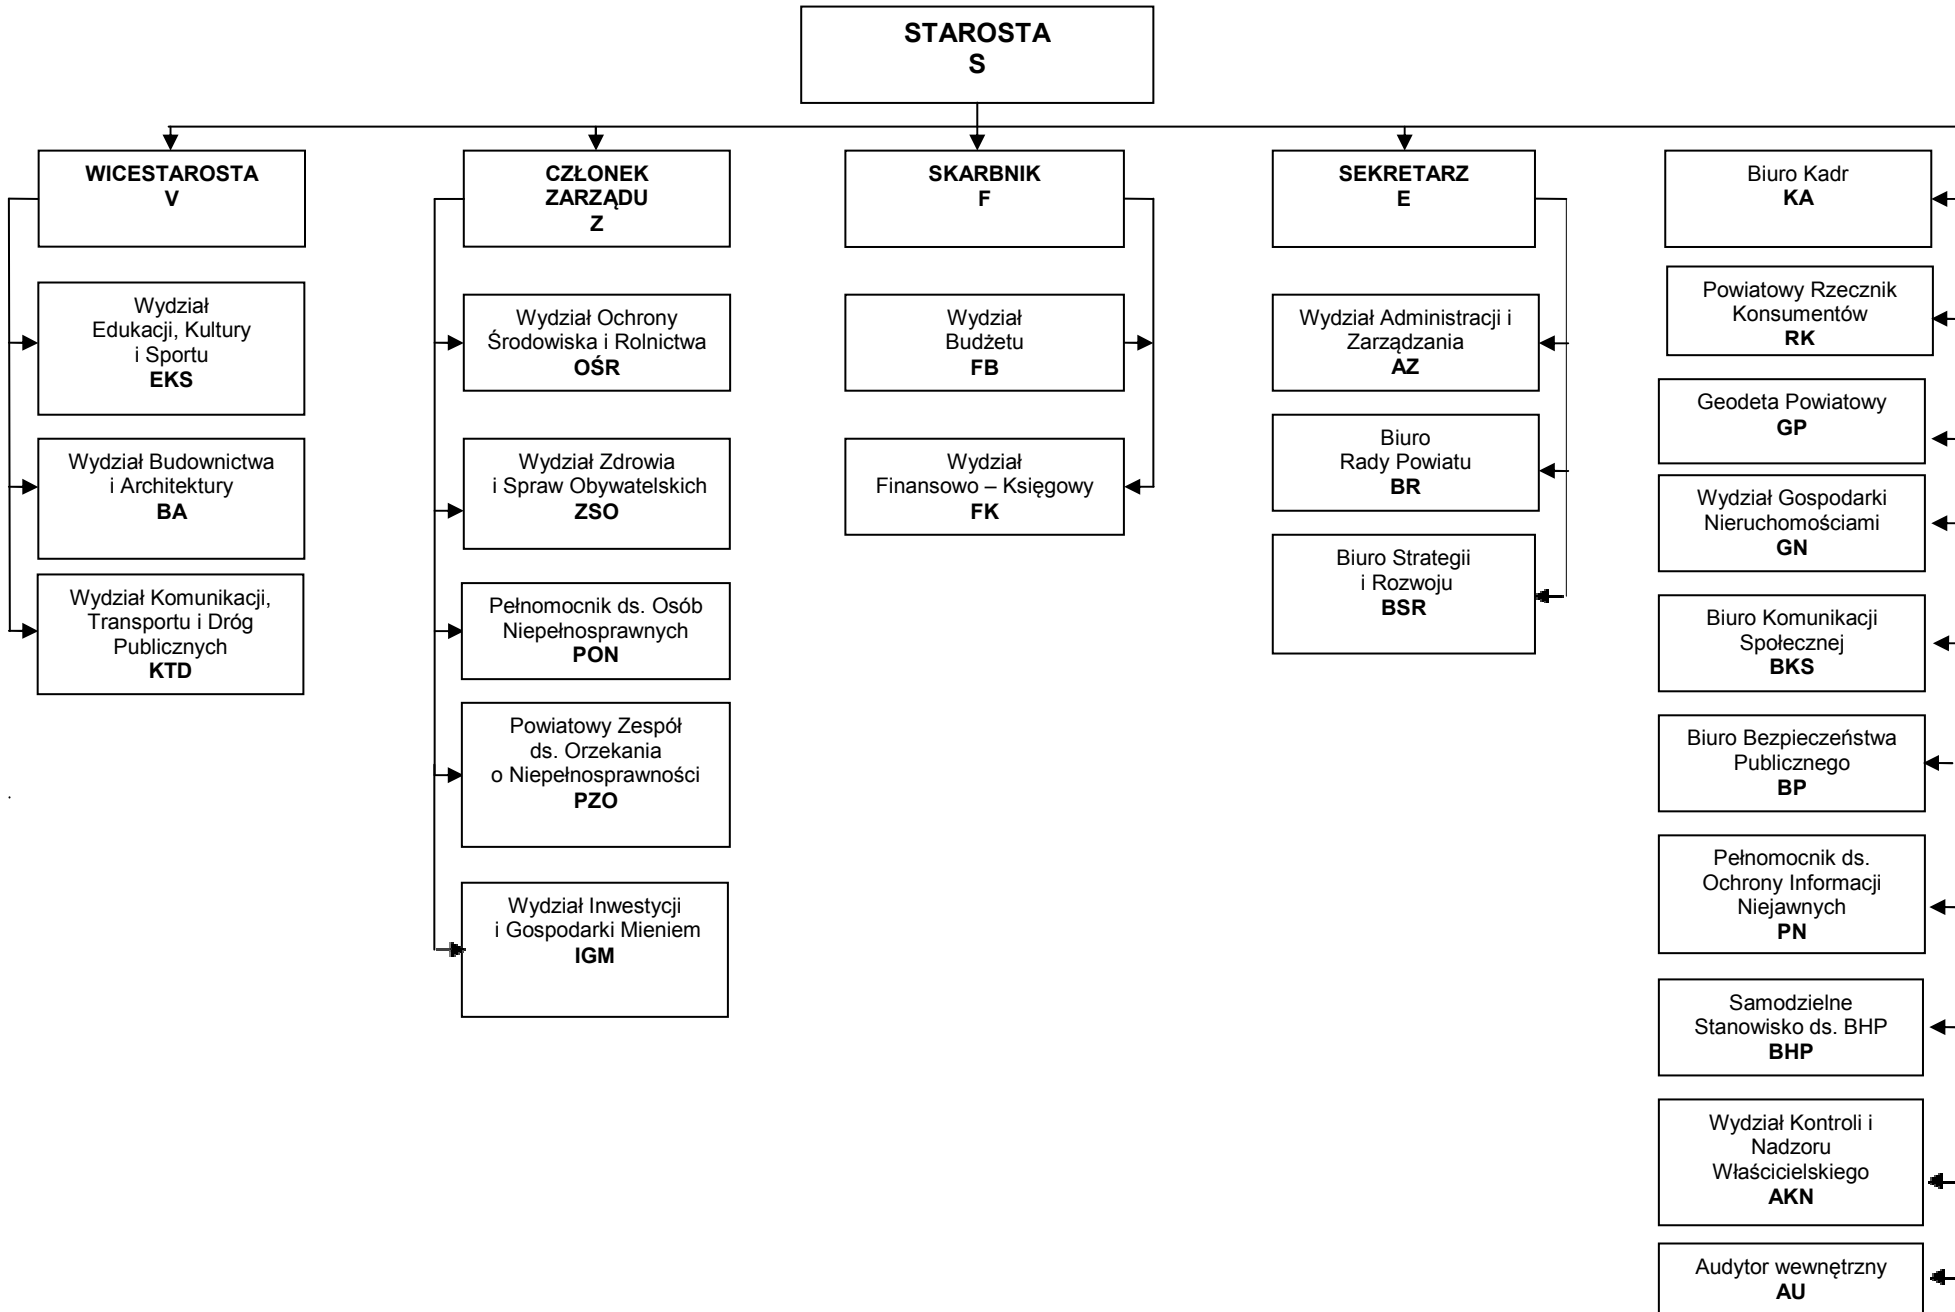 STAROSTA
S
WICESTAROSTA
V
Wydział
Edukacji, Kultury
i Sportu
EKS
Wydział Budownictwa
i Architektury
BA
Wydział Komunikacji,
Transportu i Dróg
Publicznych
KTD
CZŁONEK
ZARZĄDU
Z
Wydział Ochrony
Środowiska i Rolnictwa
OŚR
Wydział Zdrowia
i Spraw Obywatelskich
ZSO
Pełnomocnik ds. Osób
Niepełnosprawnych
PON
Powiatowy Zespół
ds. Orzekania
o Niepełnosprawności
PZO
Wydział Inwestycji
i Gospodarki Mieniem
IGM
SKARBNIK
F
Wydział
Budżetu
FB
Wydział
Finansowo – Księgowy
FK
SEKRETARZ
E
Wydział Administracji i
Zarządzania
AZ
Biuro
Rady Powiatu
BR
Biuro Strategii
i Rozwoju
BSR
Biuro Kadr
KA
Powiatowy Rzecznik
Konsumentów
RK
Geodeta Powiatowy
GP
Wydział Gospodarki
Nieruchomościami
GN
Biuro Komunikacji
Społecznej
BKS
Biuro Bezpieczeństwa
Publicznego
BP
Pełnomocnik ds.
Ochrony Informacji
Niejawnych
PN
Samodzielne
Stanowisko ds. BHP
BHP
Wydział Kontroli i
Nadzoru
Właścicielskiego
AKN
Audytor wewnętrzny
AU